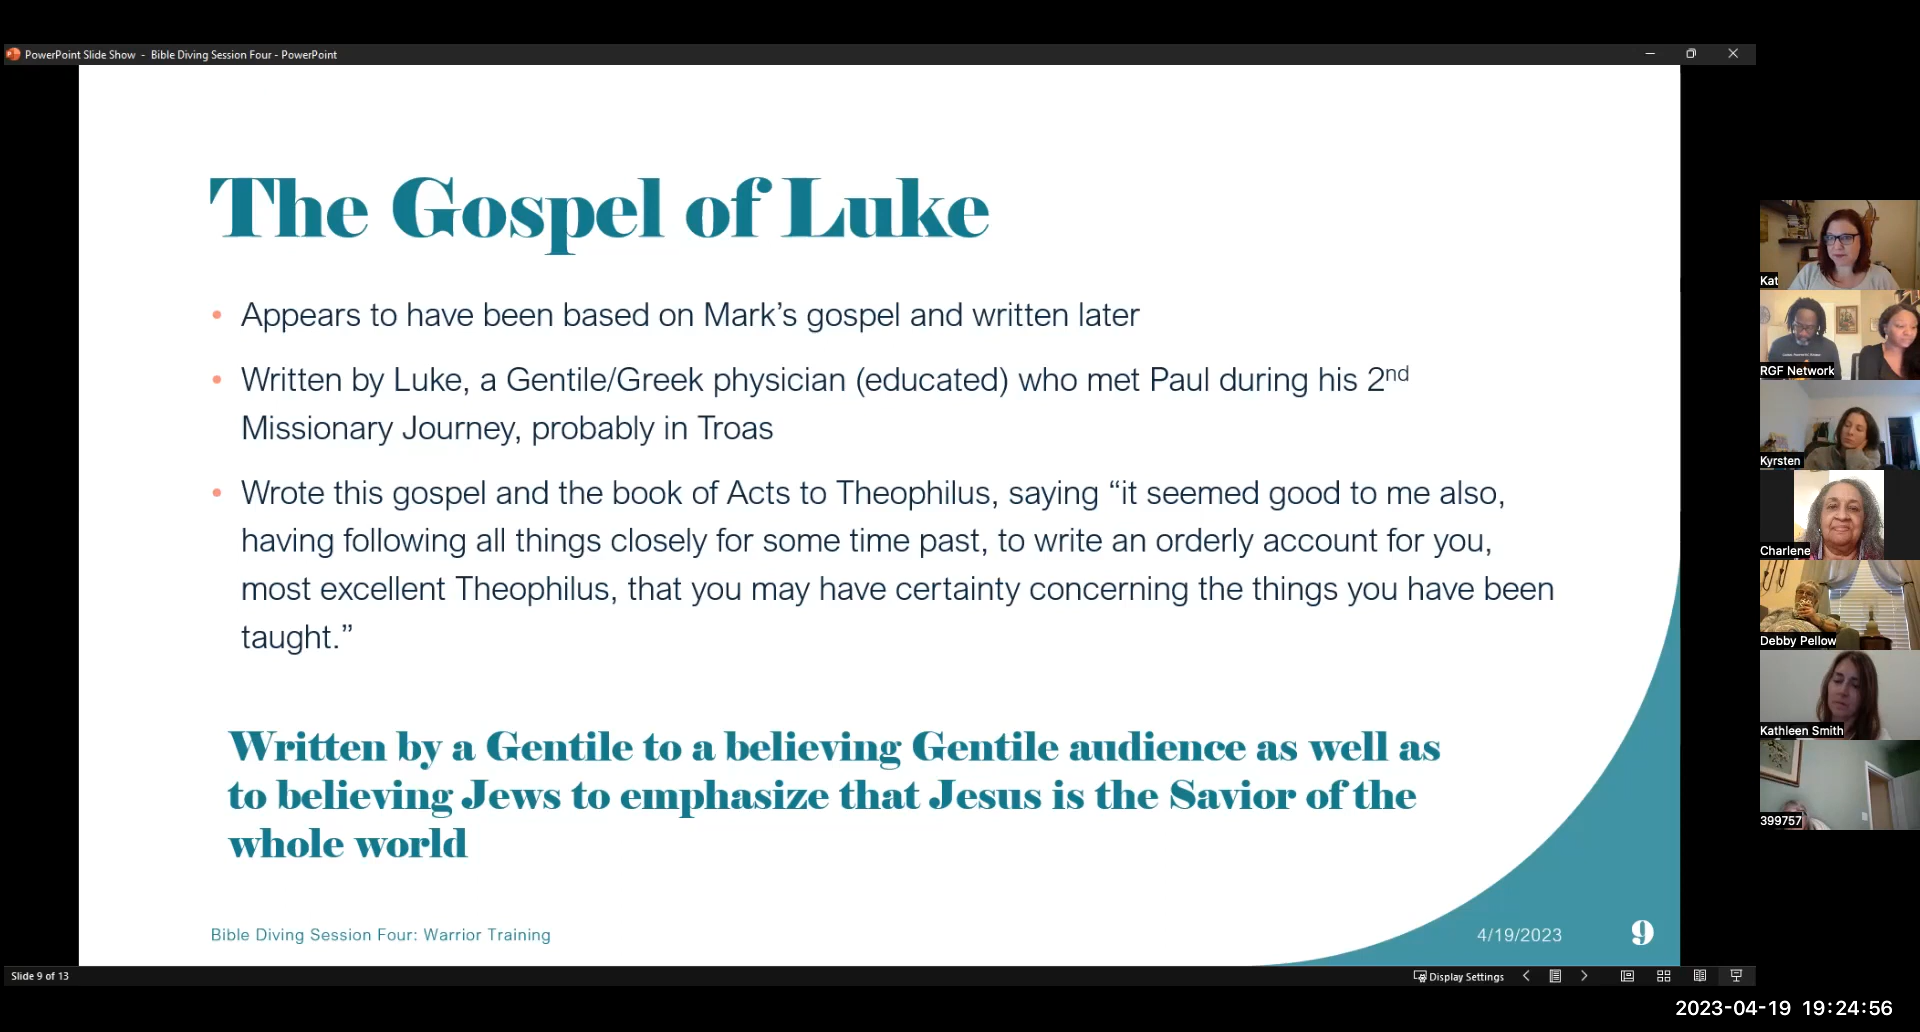 PowerPoint Slide Show - Bible Diving Session Four - PowerPoint
The Gospel of Luke
• Appears to have been based on Mark's gospel and written later
• Written by Luke, a Gentile/Greek physician (educated) who met Paul during his 2nd
Missionary Journey, probably in Troas
• Wrote this gospel and the book of Acts to Theophilus, saying “it seemed good to me also,
having following all things closely for some time past, to write an orderly account for you,
most excellent Theophilus, that you may have certainty concerning the things you have been
taught.”
Written by a Gentile to a believing Gentile audience as well as
to believing Jews to emphasize that Jesus is the Savior of the
whole world
Bible Diving Session Four: Warrior Training
4/19/2023
9
Slide 9 of 13
Display Settings
Kat
RGF Network
Kyrsten
Charlene
Debby Pellow
Kathleen Smith
399757
2023-04-19 19:24:56